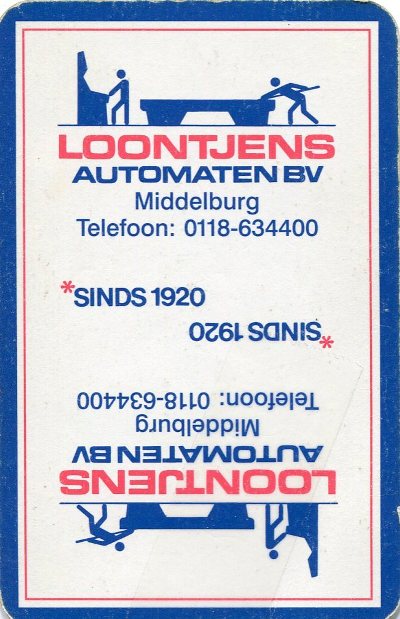 LOONTJENS
AUTOMATEN BV
Middelburg
Telefoon: 0118-634400
*SINDS 1920
*SINDS 1920
Telefoon: 0118-634400
Middelburg
AUTOMATEN BV
LOONTJENS